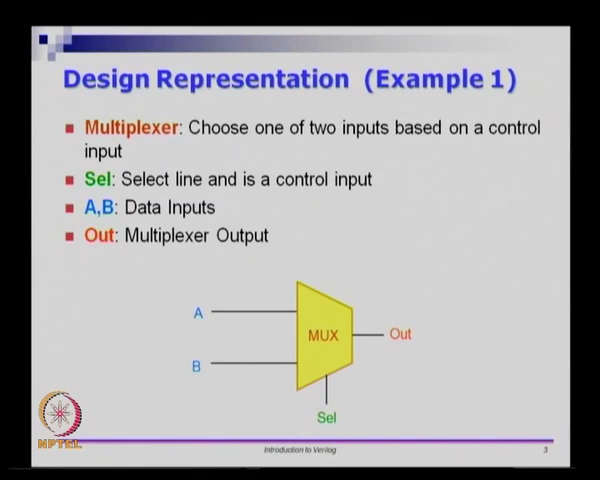 Design Representation (Example 1)
Multiplexer: Choose one of two inputs based on a control
input
Sel: Select line and is a control input
A,B: Data Inputs
Out: Multiplexer Output
A
MUX
Out
B
Sel
NPTEL
Introduction to Verilog
3